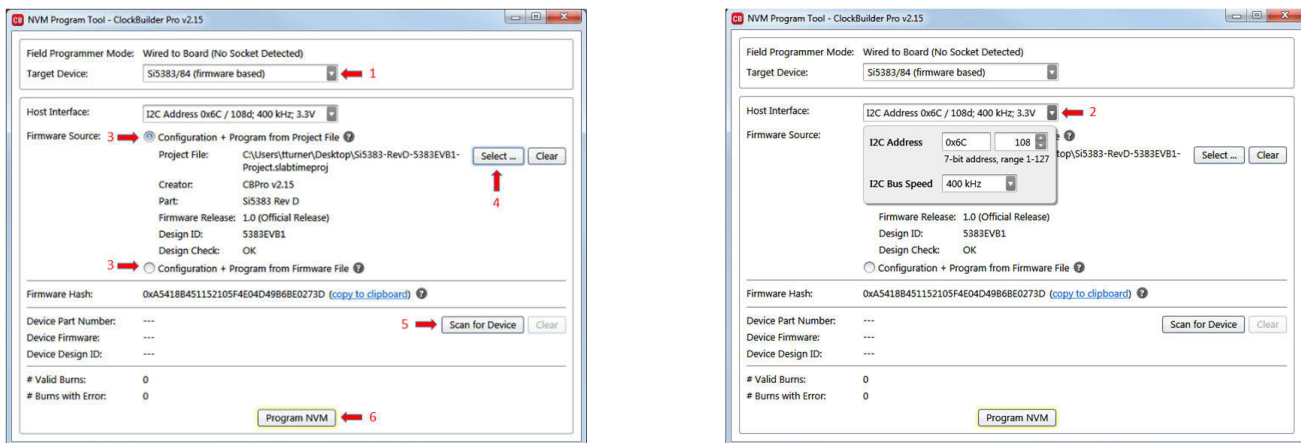 CB NVM Program Tool - ClockBuilder Pro v2.15
Field Programmer Mode: Wired to Board (No Socket Detected)
Target Device: Si5383/84 (firmware based) 1
Host Interface: I2C Address 0x6C / 108d; 400 kHz; 3.3V
Firmware Source: 3 Configuration + Program from Project File ?
Project File: C:\Users\tturner\Desktop\Si5383-RevD-5383EVB1- Select ... Clear
Project.slabtimeproj
Creator: CBPro v2.15
Part: Si5383 Rev D 4
Firmware Release: 1.0 (Official Release)
Design ID: 5383EVB1
Design Check: OK
3 Configuration + Program from Firmware File ?
Firmware Hash: 0xA5418B451152105F4E04D49B6BE0273D (copy to clipboard) ?
Device Part Number: --- 5 Scan for Device Clear
Device Firmware: ---
Device Design ID: ---
# Valid Burns: 0
# Burns with Error: 0
Program NVM 6
CB NVM Program Tool - ClockBuilder Pro v2.15
Field Programmer Mode: Wired to Board (No Socket Detected)
Target Device: Si5383/84 (firmware based)
Host Interface: I2C Address 0x6C / 108d; 400 kHz; 3.3V 2
Firmware Source: e ?
I2C Address 0x6C 108 top\Si5383-RevD-5383EVB1- Select ... Clear
7-bit address, range 1-127
I2C Bus Speed 400 kHz
Firmware Release: 1.0 (Official Release)
Design ID: 5383EVB1
Design Check: OK
Configuration + Program from Firmware File ?
Firmware Hash: 0xA5418B451152105F4E04D49B6BE0273D (copy to clipboard) ?
Device Part Number: --- Scan for Device Clear
Device Firmware: ---
Device Design ID: ---
# Valid Burns: 0
# Burns with Error: 0
Program NVM